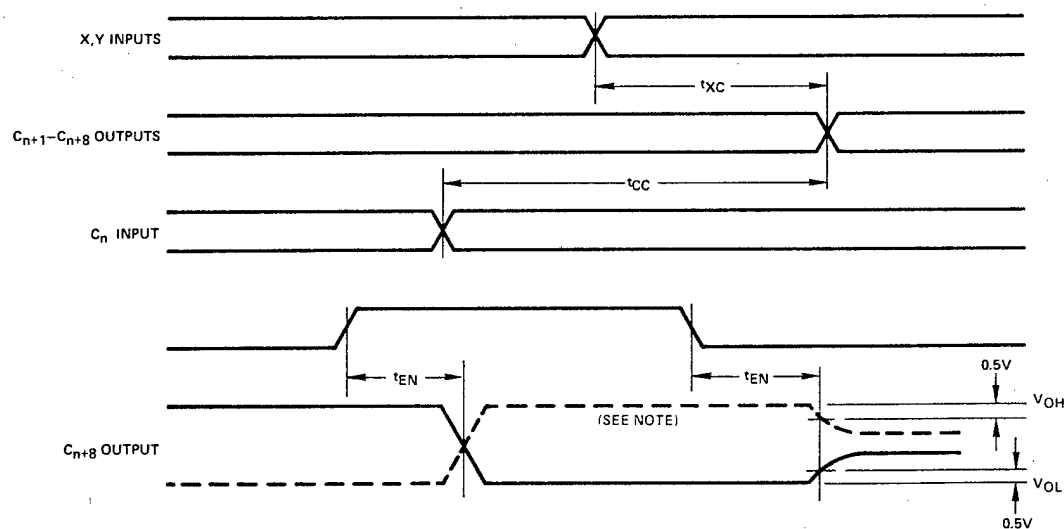 X,Y INPUTS
tXC
Cn+1–Cn+8 OUTPUTS
tCC
Cn INPUT
tEN
tEN
0.5V
VOH
(SEE NOTE)
Cn+8 OUTPUT
VOL
0.5V